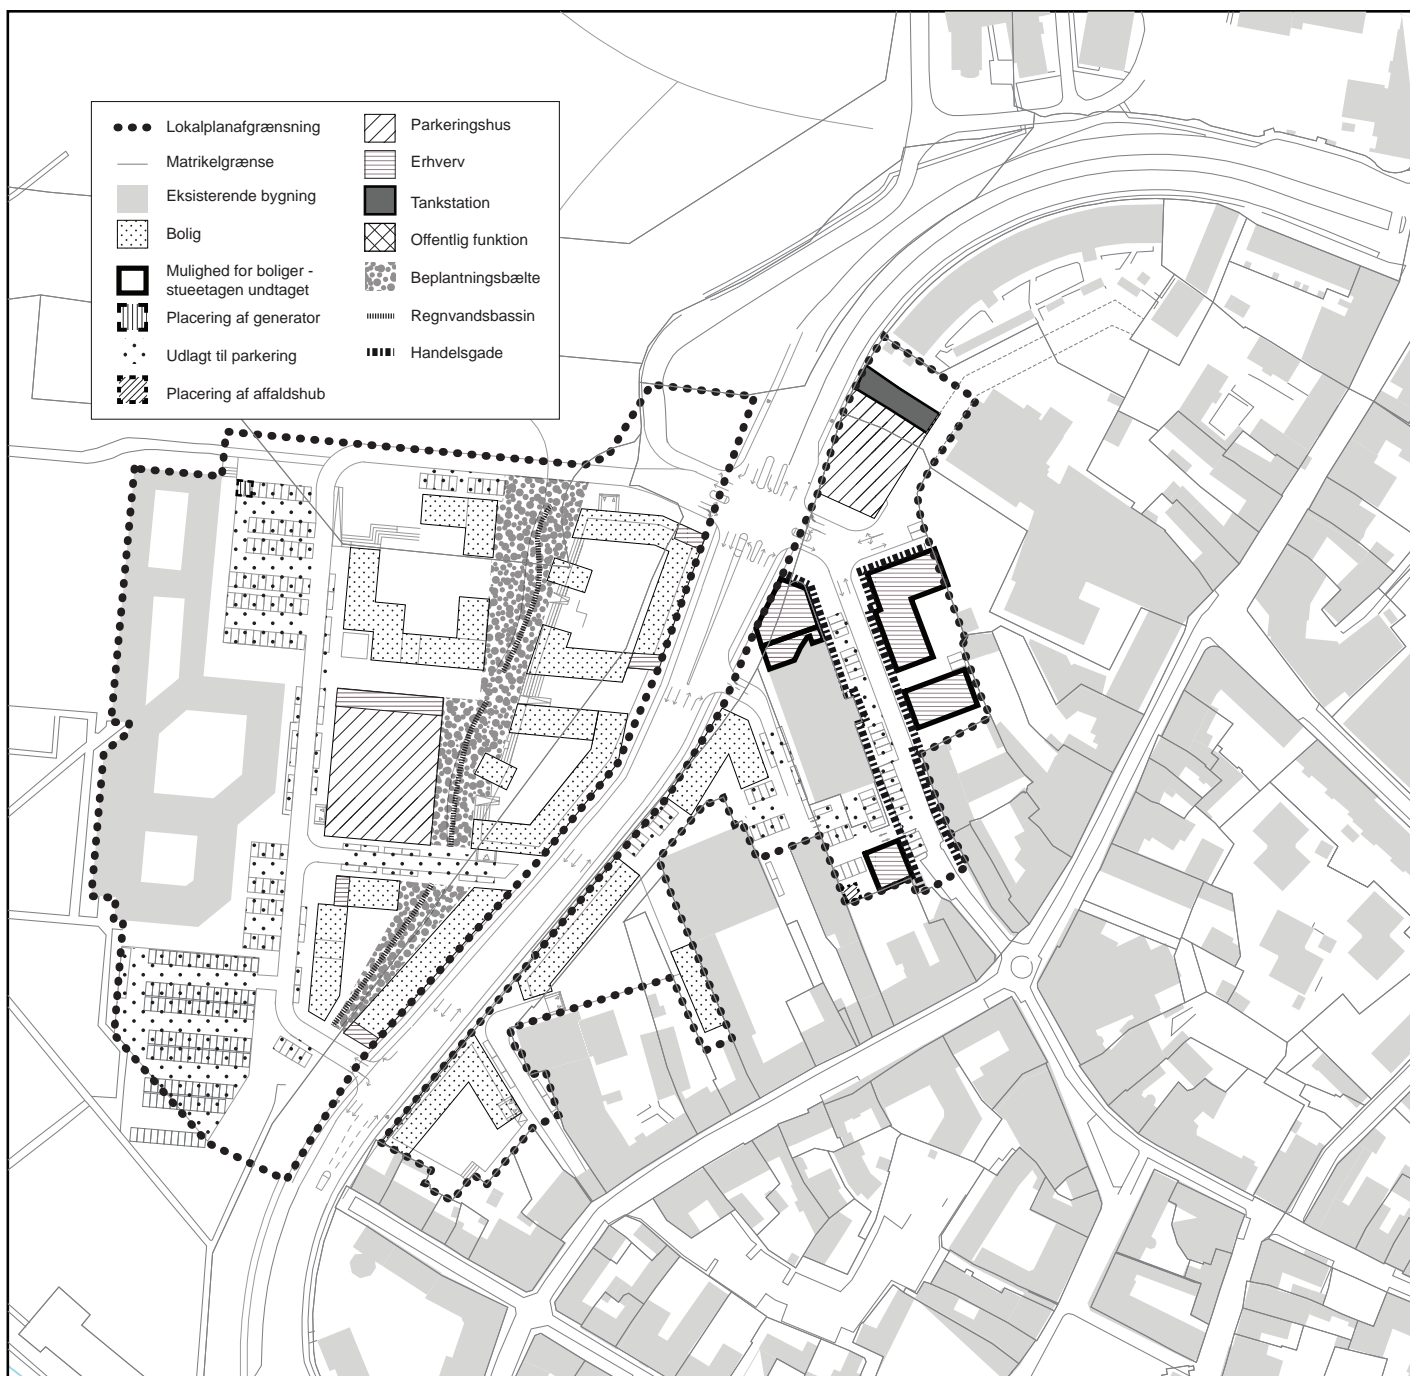 Lokalplanafgrænsning
Matrikelgrænse
Eksisterende bygning
Bolig
Mulighed for boliger -
stueetagen undtaget
Placering af generator
Udlagt til parkering
Placering af affaldshub
Parkeringshus
Erhverv
Tankstation
Offentlig funktion
Beplantningsbælte
Regnvandsbassin
Handelsgade